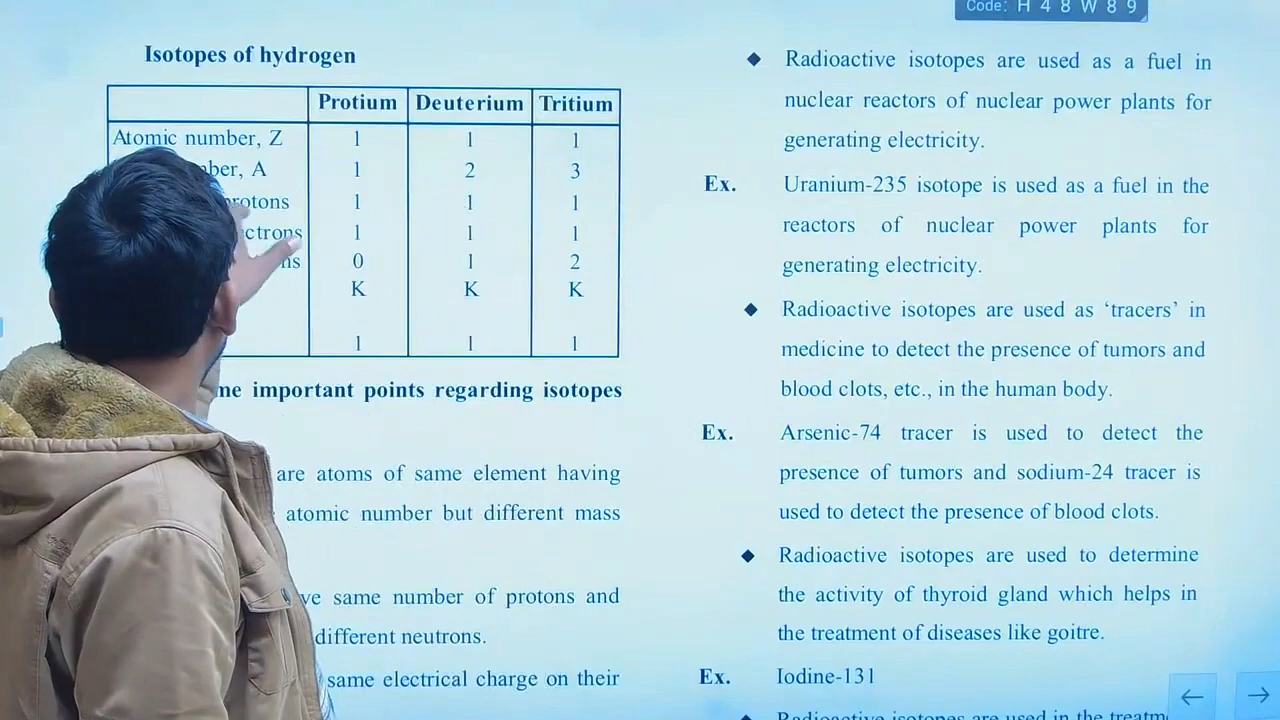 Code: H 4 8 W 8 9
Isotopes of hydrogen
Protium Deuterium Tritium
Atomic number, Z 1 1 1
A 1 2 3
1 1 1
1 1 1
0 1 2
K K K
1 1 1
important points regarding isotopes
are atoms of same element having
atomic number but different mass
same number of protons and
different neutrons.
same electrical charge on their
◆ Radioactive isotopes are used as a fuel in
nuclear reactors of nuclear power plants for
generating electricity.
Ex. Uranium-235 isotope is used as a fuel in the
reactors of nuclear power plants for
generating electricity.
◆ Radioactive isotopes are used as ‘tracers’ in
medicine to detect the presence of tumors and
blood clots, etc., in the human body.
Ex. Arsenic-74 tracer is used to detect the
presence of tumors and sodium-24 tracer is
used to detect the presence of blood clots.
◆ Radioactive isotopes are used to determine
the activity of thyroid gland which helps in
the treatment of diseases like goitre.
Ex. Iodine-131
◆ Radioactive isotopes are used in the